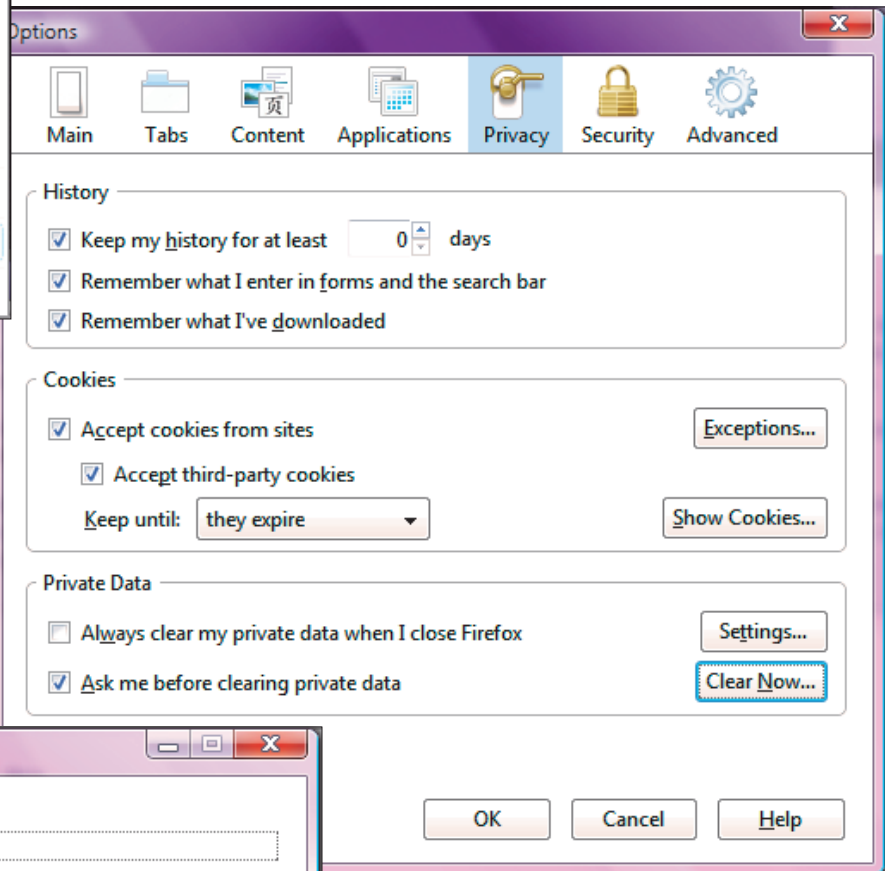 Options
X
Main Tabs Content Applications Privacy Security Advanced
页
History
Keep my history for at least 0 days
Remember what I enter in forms and the search bar
Remember what I've downloaded
Cookies
Accept cookies from sites Exceptions...
Accept third-party cookies
Keep until: they expire Show Cookies...
Private Data
Always clear my private data when I close Firefox Settings...
Ask me before clearing private data Clear Now...
X
OK Cancel Help